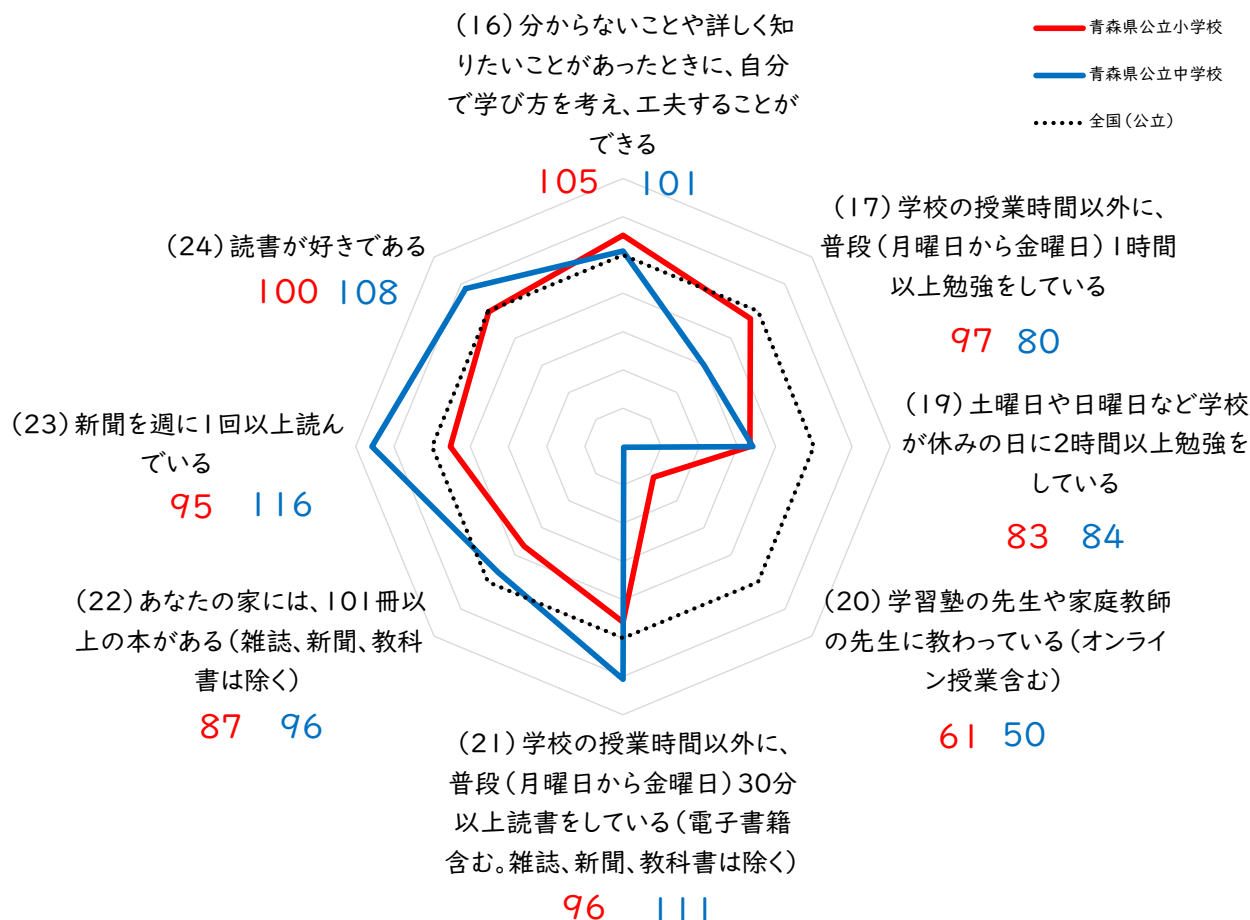 (16)分からないことや詳しく知
りたいことがあったときに、自分
で学び方を考え、工夫することが
できる
105 101
青森県公立小学校
青森県公立中学校
全国(公立)
(17)学校の授業時間以外に、
普段(月曜日から金曜日)1時間
以上勉強をしている
97 80
(19)土曜日や日曜日など学校
が休みの日に2時間以上勉強を
している
83 84
(20)学習塾の先生や家庭教師
の先生に教わっている(オンライ
ン授業含む)
61 50
(21)学校の授業時間以外に、
普段(月曜日から金曜日)30分
以上読書をしている(電子書籍
含む。雑誌、新聞、教科書は除く)
96 111
(22)あなたの家には、101冊以
上の本がある(雑誌、新聞、教科
書は除く)
87 96
(23)新聞を週に1回以上読ん
でいる
95 116
(24)読書が好きである
100 108